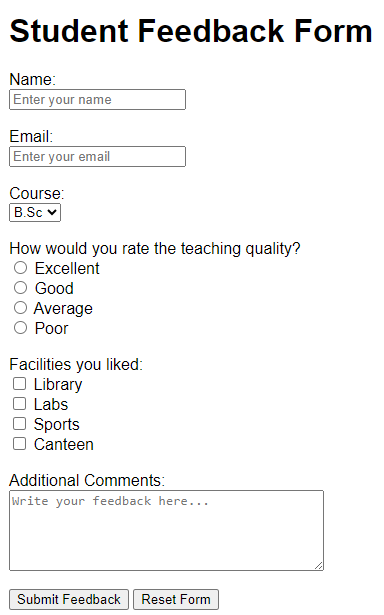 Student Feedback Form
Name:
Enter your name
Email:
Enter your email
Course:
B.Sc
How would you rate the teaching quality?
Excellent
Good
Average
Poor
Facilities you liked:
Library
Labs
Sports
Canteen
Additional Comments:
Write your feedback here...
Submit Feedback Reset Form